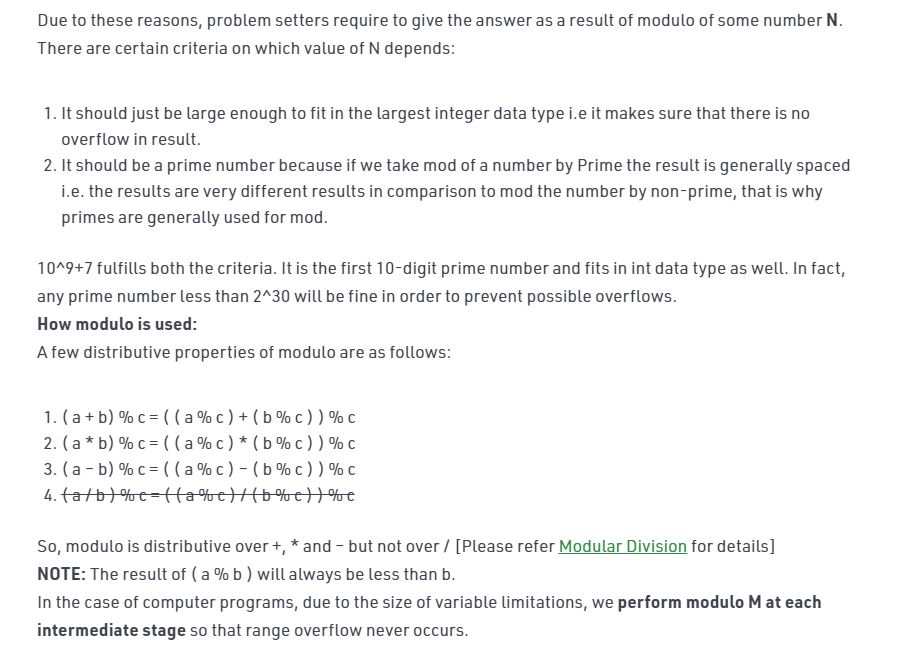 Due to these reasons, problem setters require to give the answer as a result of modulo of some number N.
There are certain criteria on which value of N depends:
1. It should just be large enough to fit in the largest integer data type i.e it makes sure that there is no
overflow in result.
2. It should be a prime number because if we take mod of a number by Prime the result is generally spaced
i.e. the results are very different results in comparison to mod the number by non-prime, that is why
primes are generally used for mod.
10^9+7 fulfills both the criteria. It is the first 10-digit prime number and fits in int data type as well. In fact,
any prime number less than 2^30 will be fine in order to prevent possible overflows.
How modulo is used:
A few distributive properties of modulo are as follows:
1. ( a + b) % c = ( ( a % c ) + ( b % c ) ) % c
2. ( a * b) % c = ( ( a % c ) * ( b % c ) ) % c
3. ( a – b) % c = ( ( a % c ) – ( b % c ) ) % c
4. ( a / b ) % c = ( ( a % c ) / ( b % c ) ) % c
So, modulo is distributive over +, * and – but not over / [Please refer Modular Division for details]
NOTE: The result of ( a % b ) will always be less than b.
In the case of computer programs, due to the size of variable limitations, we perform modulo M at each
intermediate stage so that range overflow never occurs.